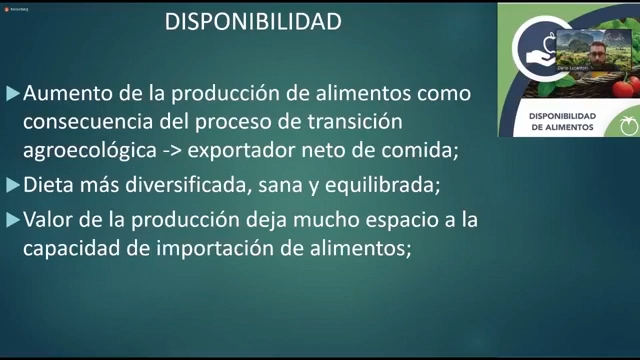 DISPONIBILIDAD
Aumento de la producción de alimentos como
consecuencia del proceso de transición
agroecológica -> exportador neto de comida;
Dieta más diversificada, sana y equilibrada;
Valor de la producción deja mucho espacio a la
capacidad de importación de alimentos;
DISPONIBILIDAD
DE ALIMENTOS